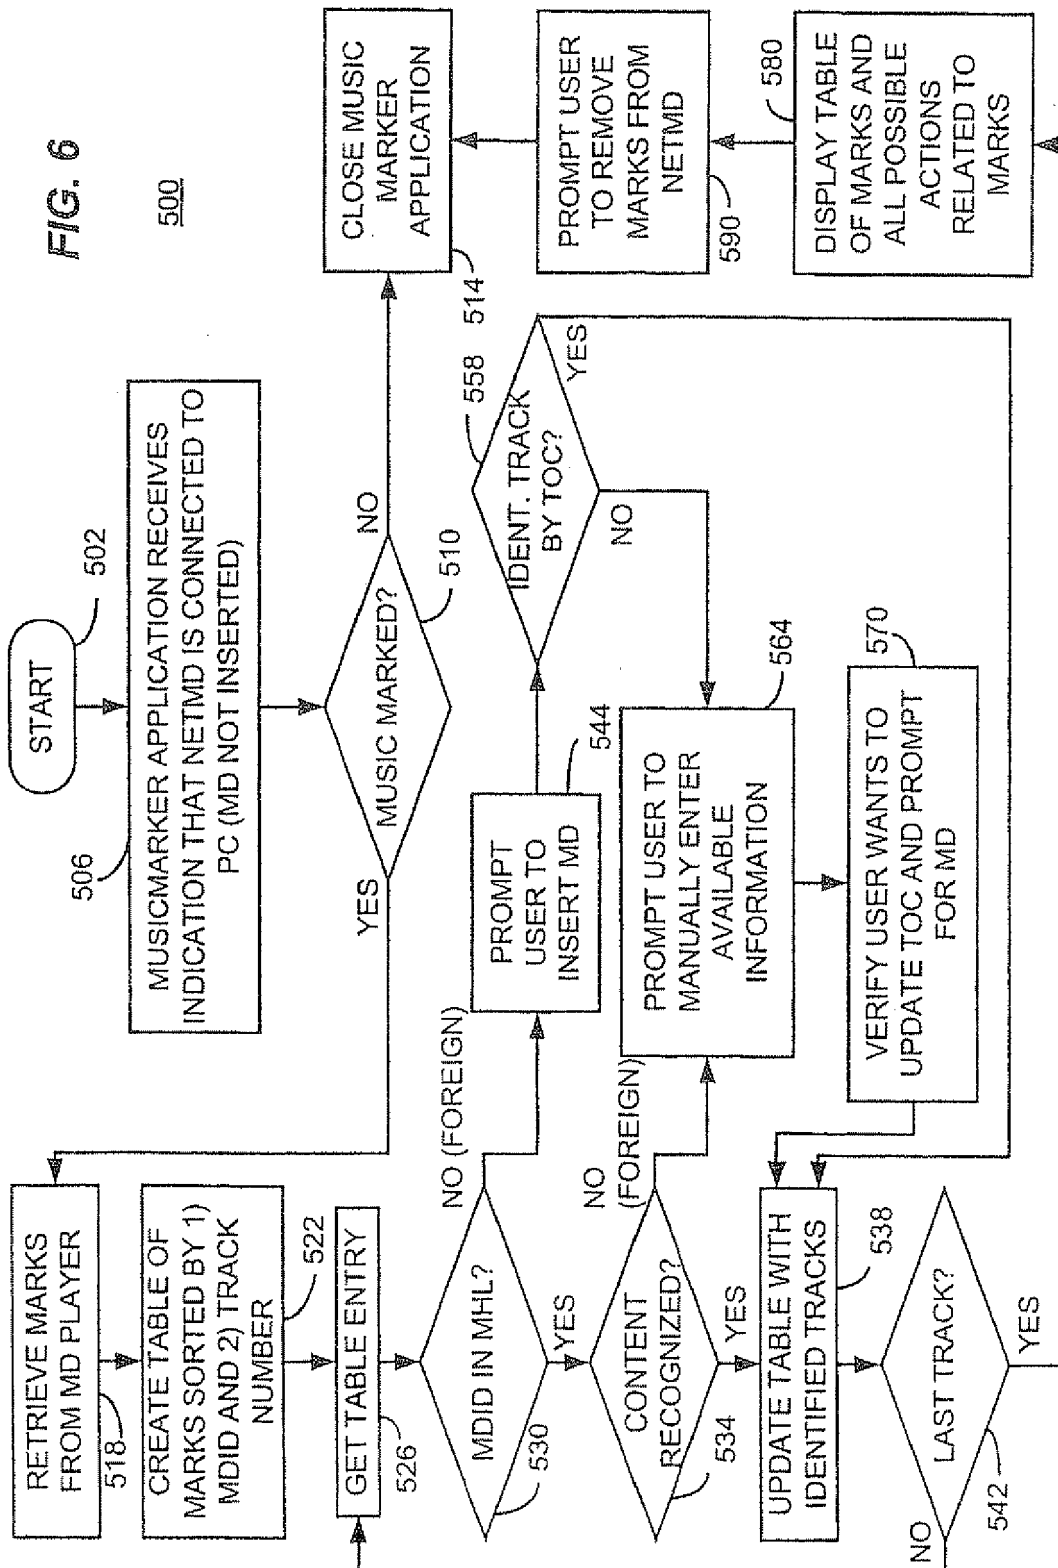 FIG. 6
500
START
502
506
MUSICMARKER APPLICATION RECEIVES
INDICATION THAT NETMD IS CONNECTED TO
PC (MD NOT INSERTED)
MUSIC MARKED?
510
YES
NO
CLOSE MUSIC
MARKER
APPLICATION
514
RETRIEVE MARKS
FROM MD PLAYER
518
CREATE TABLE OF
MARKS SORTED BY 1)
MDID AND 2) TRACK
NUMBER
522
GET TABLE ENTRY
526
MDID IN MHL?
530
NO (FOREIGN)
YES
PROMPT
USER TO
INSERT MD
544
IDENT. TRACK
BY TOC?
558
YES
NO
CONTENT
RECOGNIZED?
534
NO
(FOREIGN)
YES
PROMPT USER TO
MANUALLY ENTER
AVAILABLE
INFORMATION
564
VERIFY USER WANTS TO
UPDATE TOC AND PROMPT
FOR MD
570
UPDATE TABLE WITH
IDENTIFIED TRACKS
538
LAST TRACK?
542
NO
YES
DISPLAY TABLE
OF MARKS AND
ALL POSSIBLE
ACTIONS
RELATED TO
MARKS
580
PROMPT USER
TO REMOVE
MARKS FROM
NETMD
590